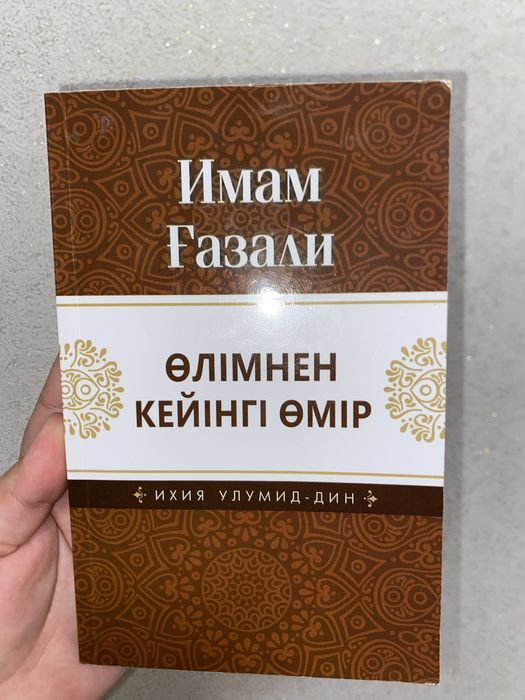 Имам
Ғазали
ӨЛІМНЕН
КЕЙІНГІ ӨМІР
ИХИЯ УЛУМИД-ДИН